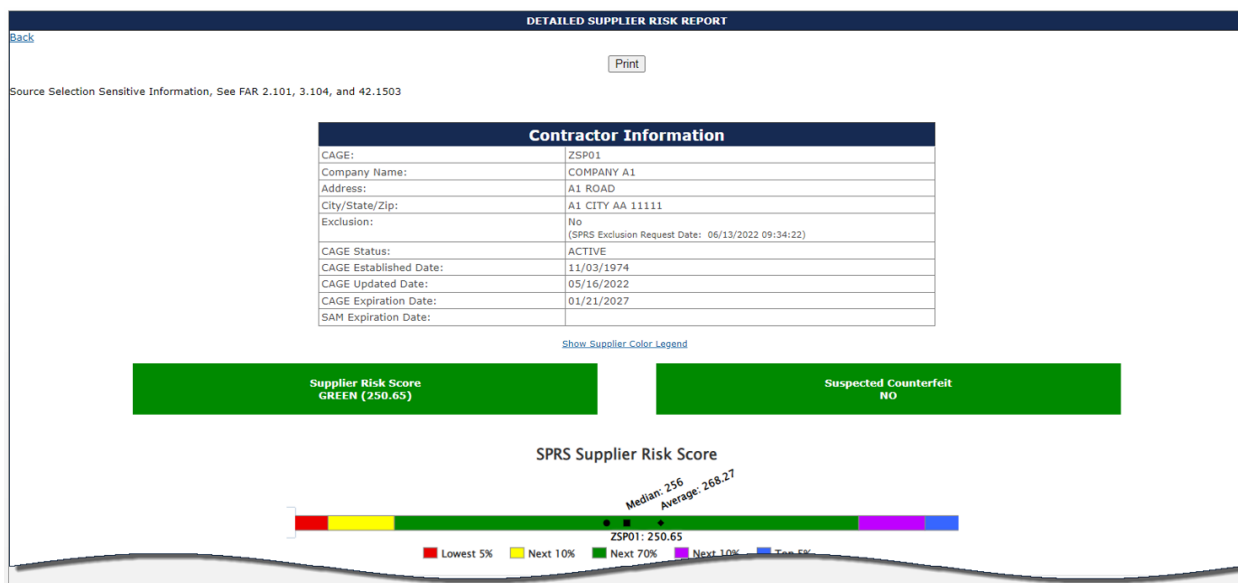 DETAILED SUPPLIER RISK REPORT
Back
Print
Source Selection Sensitive Information, See FAR 2.101, 3.104, and 42.1503
Contractor Information
CAGE: ZSP01
Company Name: COMPANY A1
Address: A1 ROAD
City/State/Zip: A1 CITY AA 11111
Exclusion: No
(SPRS Exclusion Request Date: 06/13/2022 09:34:22)
CAGE Status: ACTIVE
CAGE Established Date: 11/03/1974
CAGE Updated Date: 05/16/2022
CAGE Expiration Date: 01/21/2027
SAM Expiration Date:
Show Supplier Color Legend
Supplier Risk Score
GREEN (250.65)
Suspected Counterfeit
NO
SPRS Supplier Risk Score
Median: 256
Average: 268.27
ZSP01: 250.65
Lowest 5% Next 10% Next 70% Next 10% Top 5%